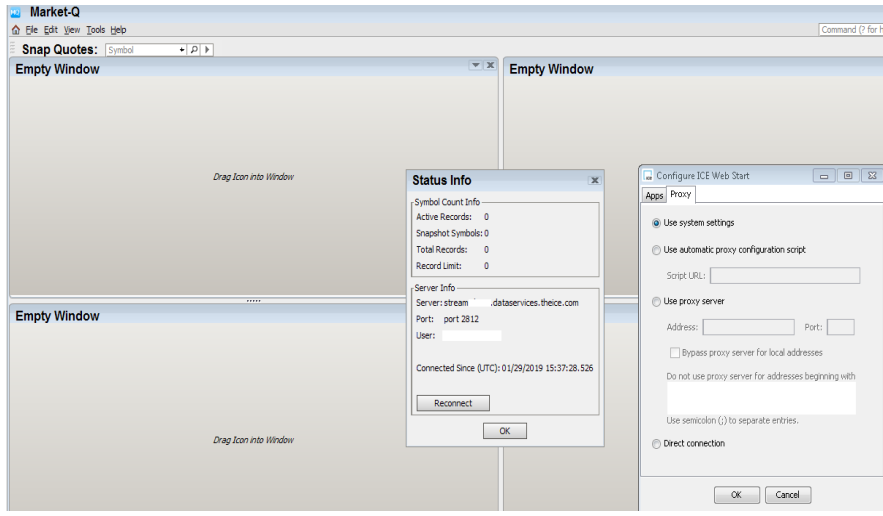 MQ Market-Q
File Edit View Tools Help
Command (? for h
Snap Quotes: Symbol
Empty Window
Drag Icon into Window
Empty Window
Empty Window
Drag Icon into Window
Status Info
Symbol Count Info
Active Records: 0
Snapshot Symbols: 0
Total Records: 0
Record Limit: 0
Server Info
Server: stream .dataservices.theice.com
Port: port 2812
User:
Connected Since (UTC): 01/29/2019 15:37:28.526
Reconnect
OK
Configure ICE Web Start
Apps Proxy
Use system settings
Use automatic proxy configuration script
Script URL:
Use proxy server
Address: Port:
Bypass proxy server for local addresses
Do not use proxy server for addresses beginning with
Use semicolon (;) to separate entries.
Direct connection
OK Cancel